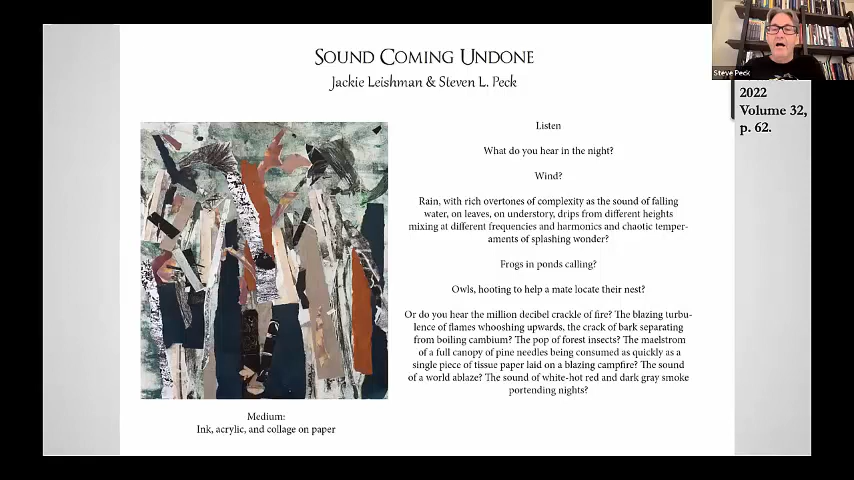 SOUND COMING UNDONE
Jackie Leishman & Steven L. Peck
Steve Peck
2022
Volume 32,
p. 62.
Listen
What do you hear in the night?
Wind?
Rain, with rich overtones of complexity as the sound of falling
water, on leaves, on understory, drips from different heights
mixing at different frequencies and harmonics and chaotic temper-
aments of splashing wonder?
Frogs in ponds calling?
Owls, hooting to help a mate locate their nest?
Or do you hear the million decibel crackle of fire? The blazing turbu-
lence of flames whooshing upwards, the crack of bark separating
from boiling cambium? The pop of forest insects? The maelstrom
of a full canopy of pine needles being consumed as quickly as a
single piece of tissue paper laid on a blazing campfire? The sound
of a world ablaze? The sound of white-hot red and dark gray smoke
portending nights?
Medium:
Ink, acrylic, and collage on paper